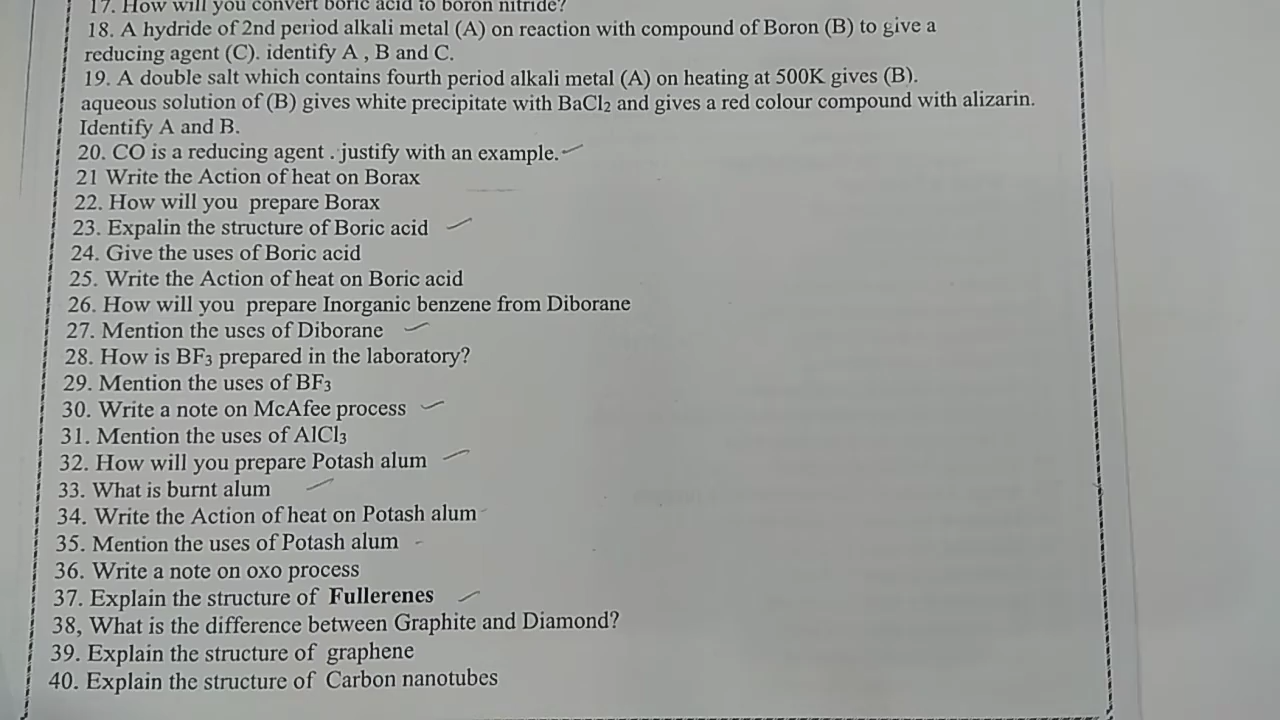 17. How will you convert boric acid to boron nitride?
18. A hydride of 2nd period alkali metal (A) on reaction with compound of Boron (B) to give a
reducing agent (C). identify A , B and C.
19. A double salt which contains fourth period alkali metal (A) on heating at 500K gives (B).
aqueous solution of (B) gives white precipitate with BaCl₂ and gives a red colour compound with alizarin.
Identify A and B.
20. CO is a reducing agent . justify with an example.
21 Write the Action of heat on Borax
22. How will you prepare Borax
23. Expalin the structure of Boric acid
24. Give the uses of Boric acid
25. Write the Action of heat on Boric acid
26. How will you prepare Inorganic benzene from Diborane
27. Mention the uses of Diborane
28. How is BF₃ prepared in the laboratory?
29. Mention the uses of BF₃
30. Write a note on McAfee process
31. Mention the uses of AlCl₃
32. How will you prepare Potash alum
33. What is burnt alum
34. Write the Action of heat on Potash alum
35. Mention the uses of Potash alum
36. Write a note on oxo process
37. Explain the structure of Fullerenes
38, What is the difference between Graphite and Diamond?
39. Explain the structure of graphene
40. Explain the structure of Carbon nanotubes